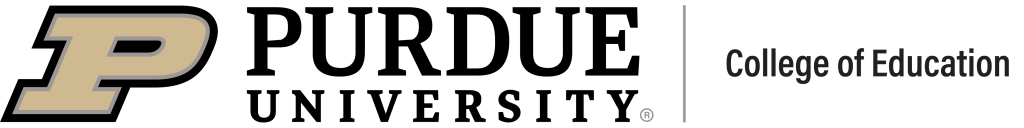 P
PURDUE
UNIVERSITY®
College of Education